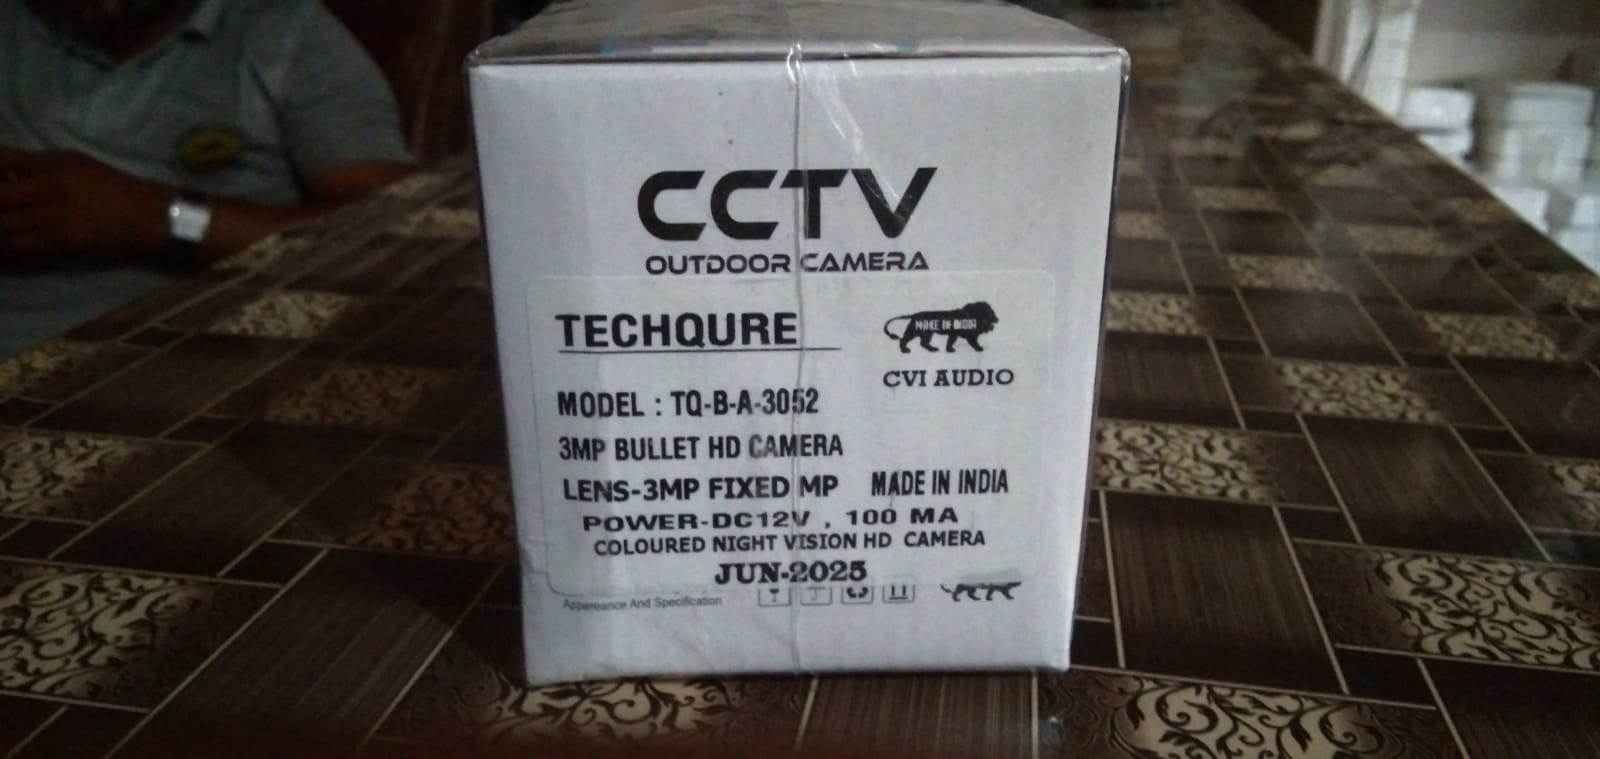 CCTV
OUTDOOR CAMERA
TECHQURE
MAKE IN INDIA
CVI AUDIO
MODEL : TQ-B-A-3052
3MP BULLET HD CAMERA
LENS-3MP FIXED MP MADE IN INDIA
POWER-DC12V , 100 MA
COLOURED NIGHT VISION HD CAMERA
JUN-2025
Appereance And Specification